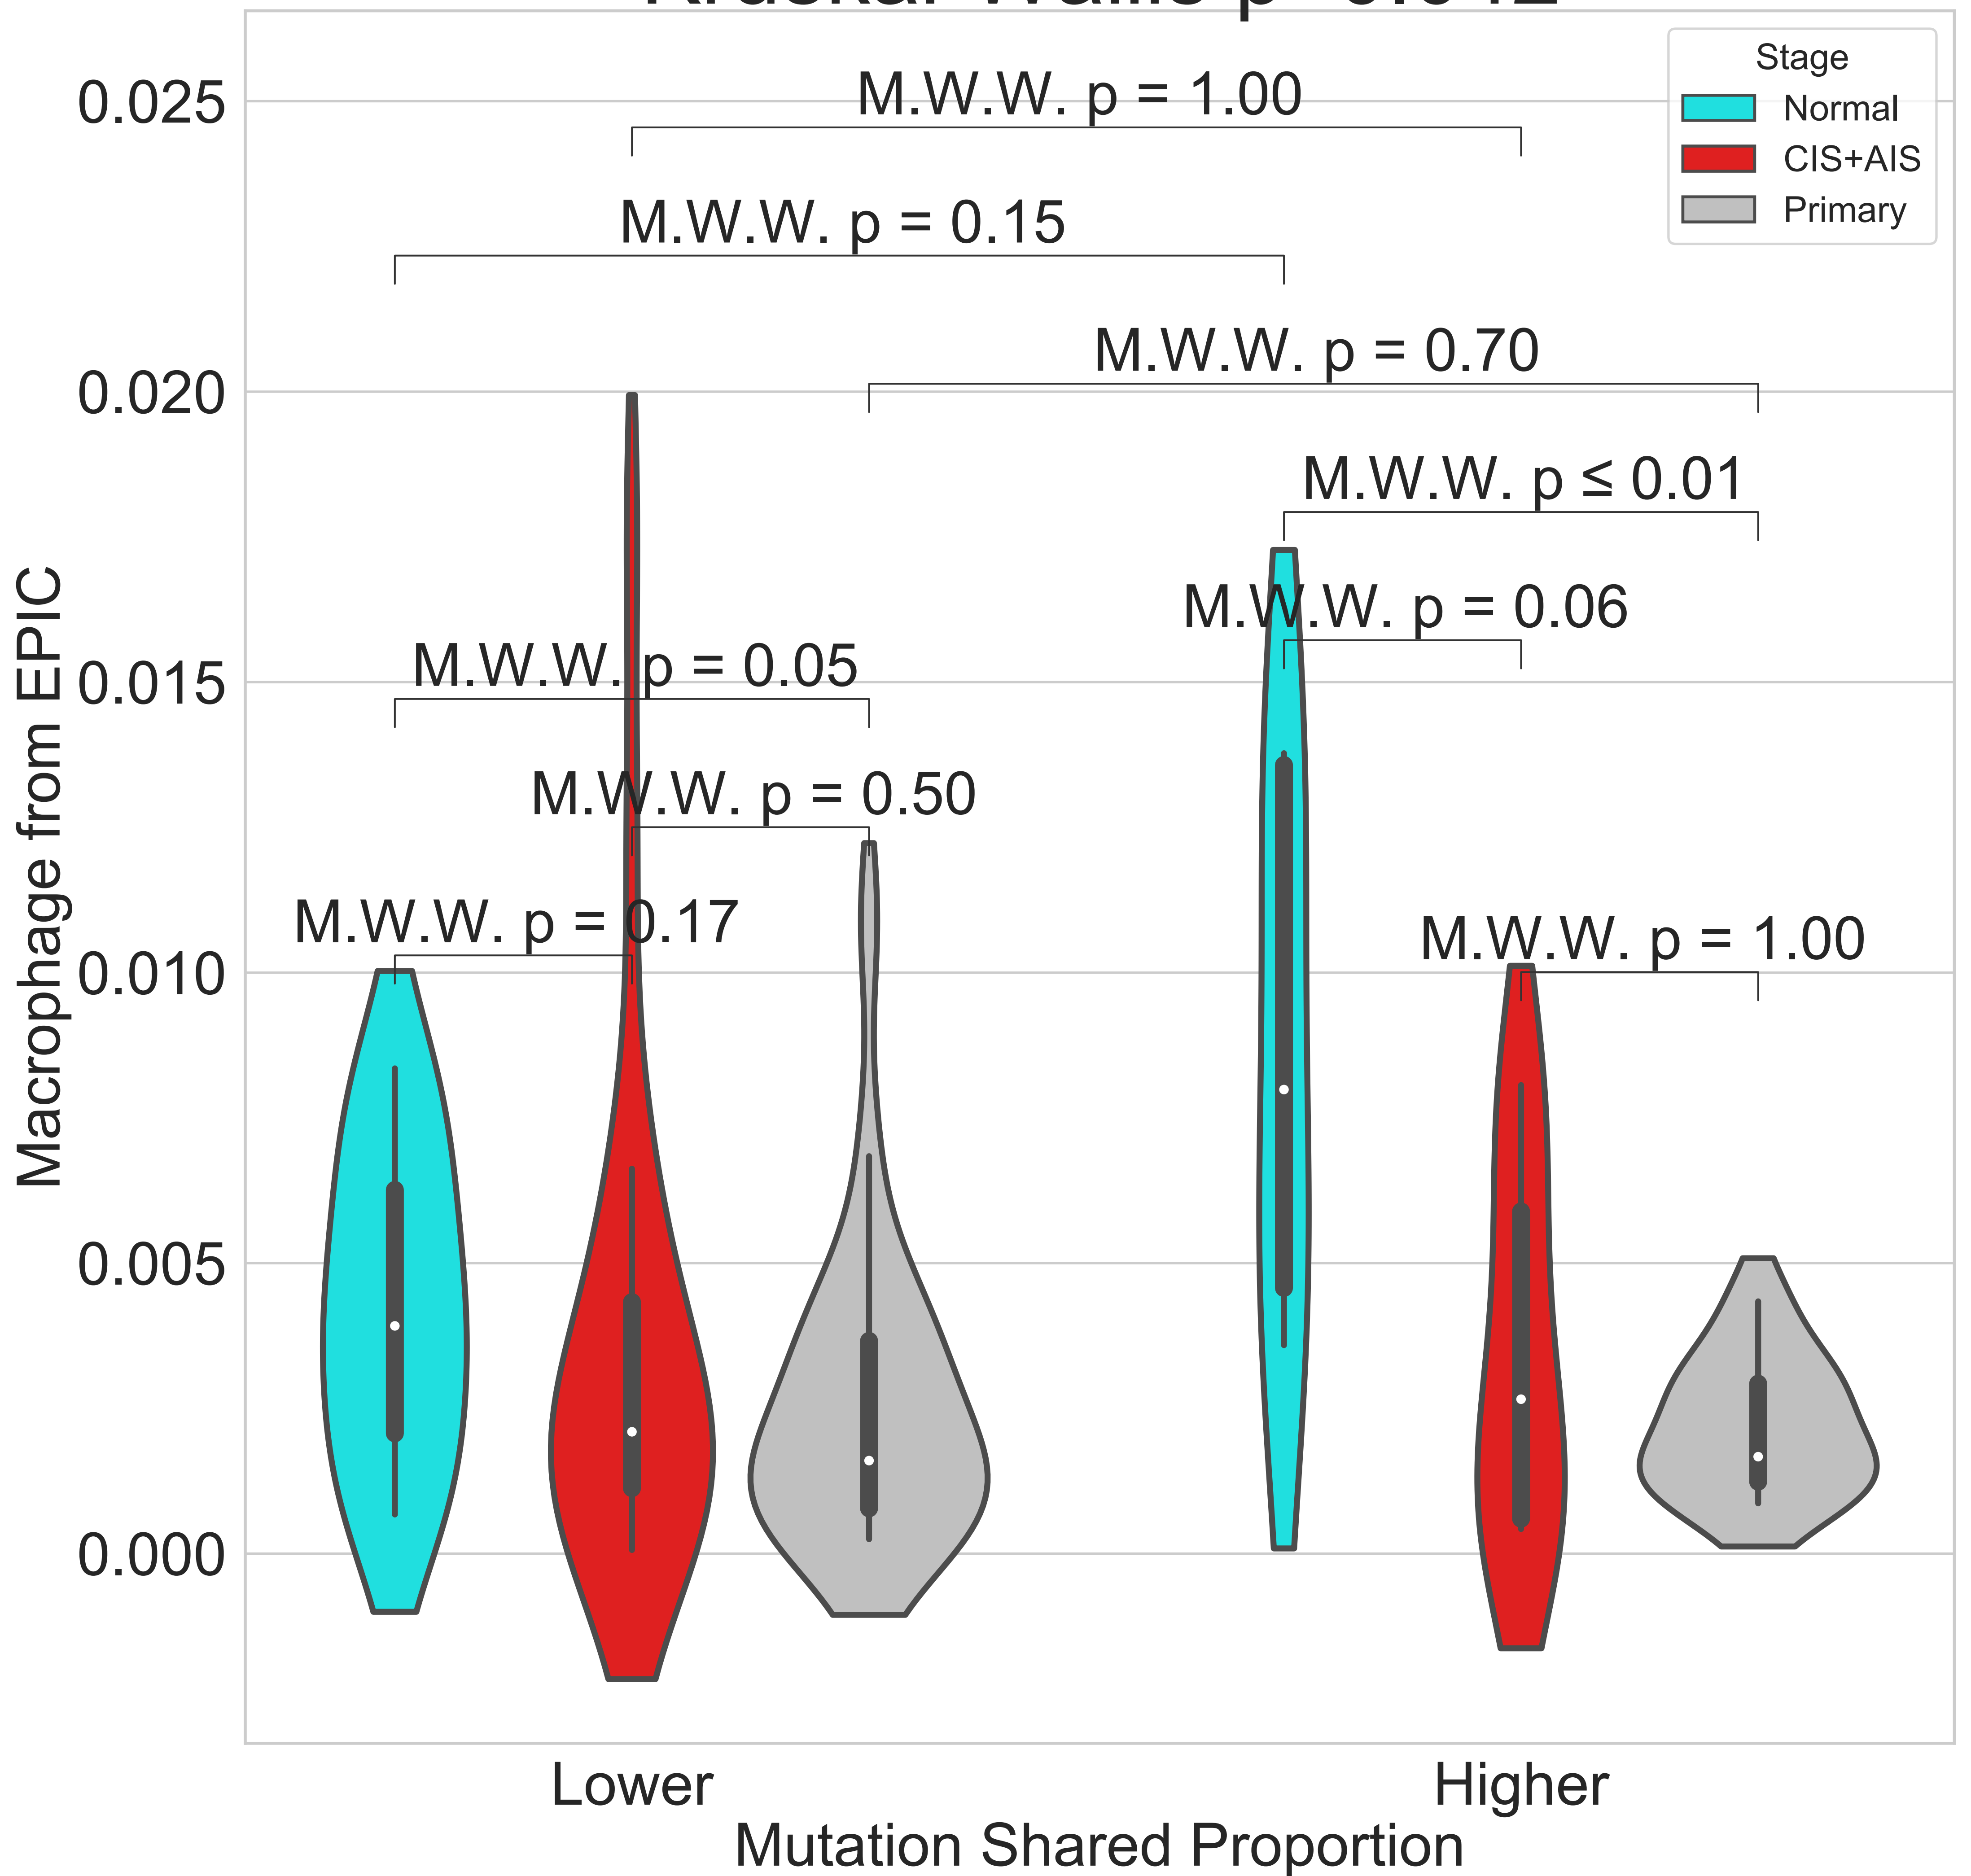 Stage
Normal
CIS+AIS
Primary
M.W.W. p = 1.00
M.W.W. p = 0.15
M.W.W. p = 0.70
M.W.W. p ≤ 0.01
M.W.W. p = 0.06
M.W.W. p = 0.05
M.W.W. p = 0.50
M.W.W. p = 0.17
M.W.W. p = 1.00
0.025
0.020
0.015
0.010
0.005
0.000
Macrophage from EPIC
Lower
Higher
Mutation Shared Proportion